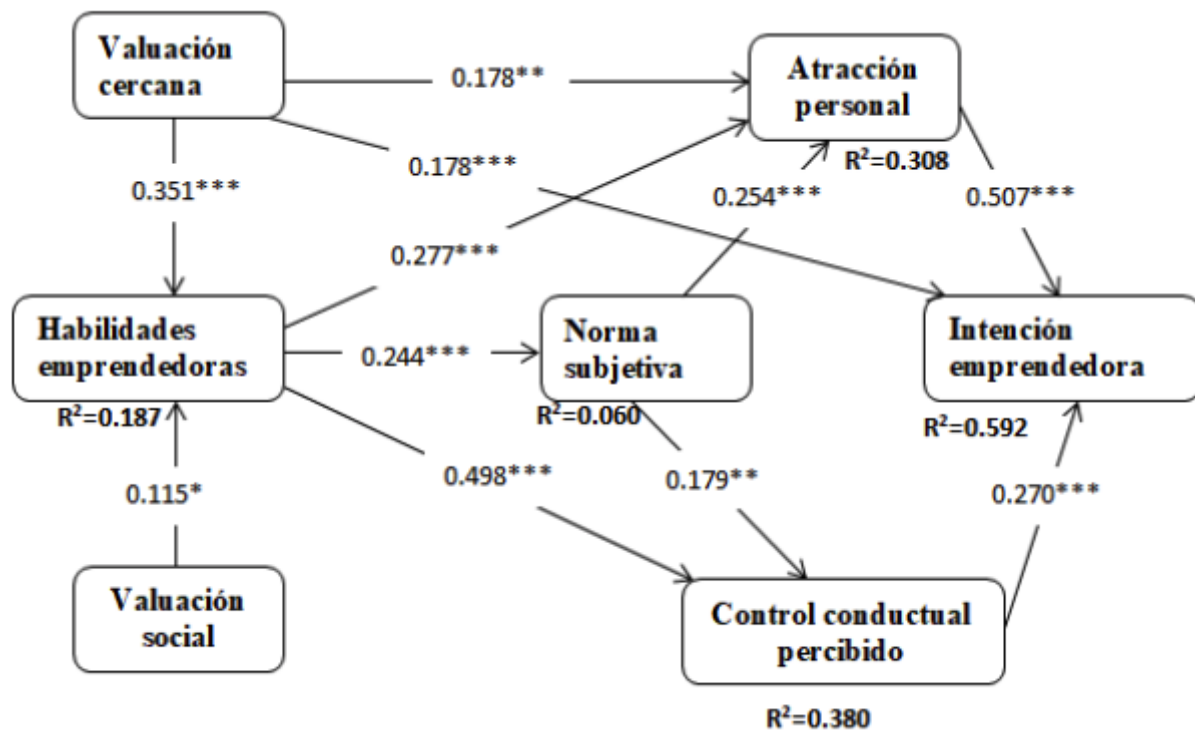 Valuación
cercana
0.178**
Atracción
personal
R²=0.308
0.178***
0.351***
0.254***
0.507***
0.277***
Habilidades
emprendedoras
R²=0.187
0.244***
Norma
subjetiva
R²=0.060
Intención
emprendedora
R²=0.592
0.498***
0.179**
0.270***
0.115*
Valuación
social
Control conductual
percibido
R²=0.380